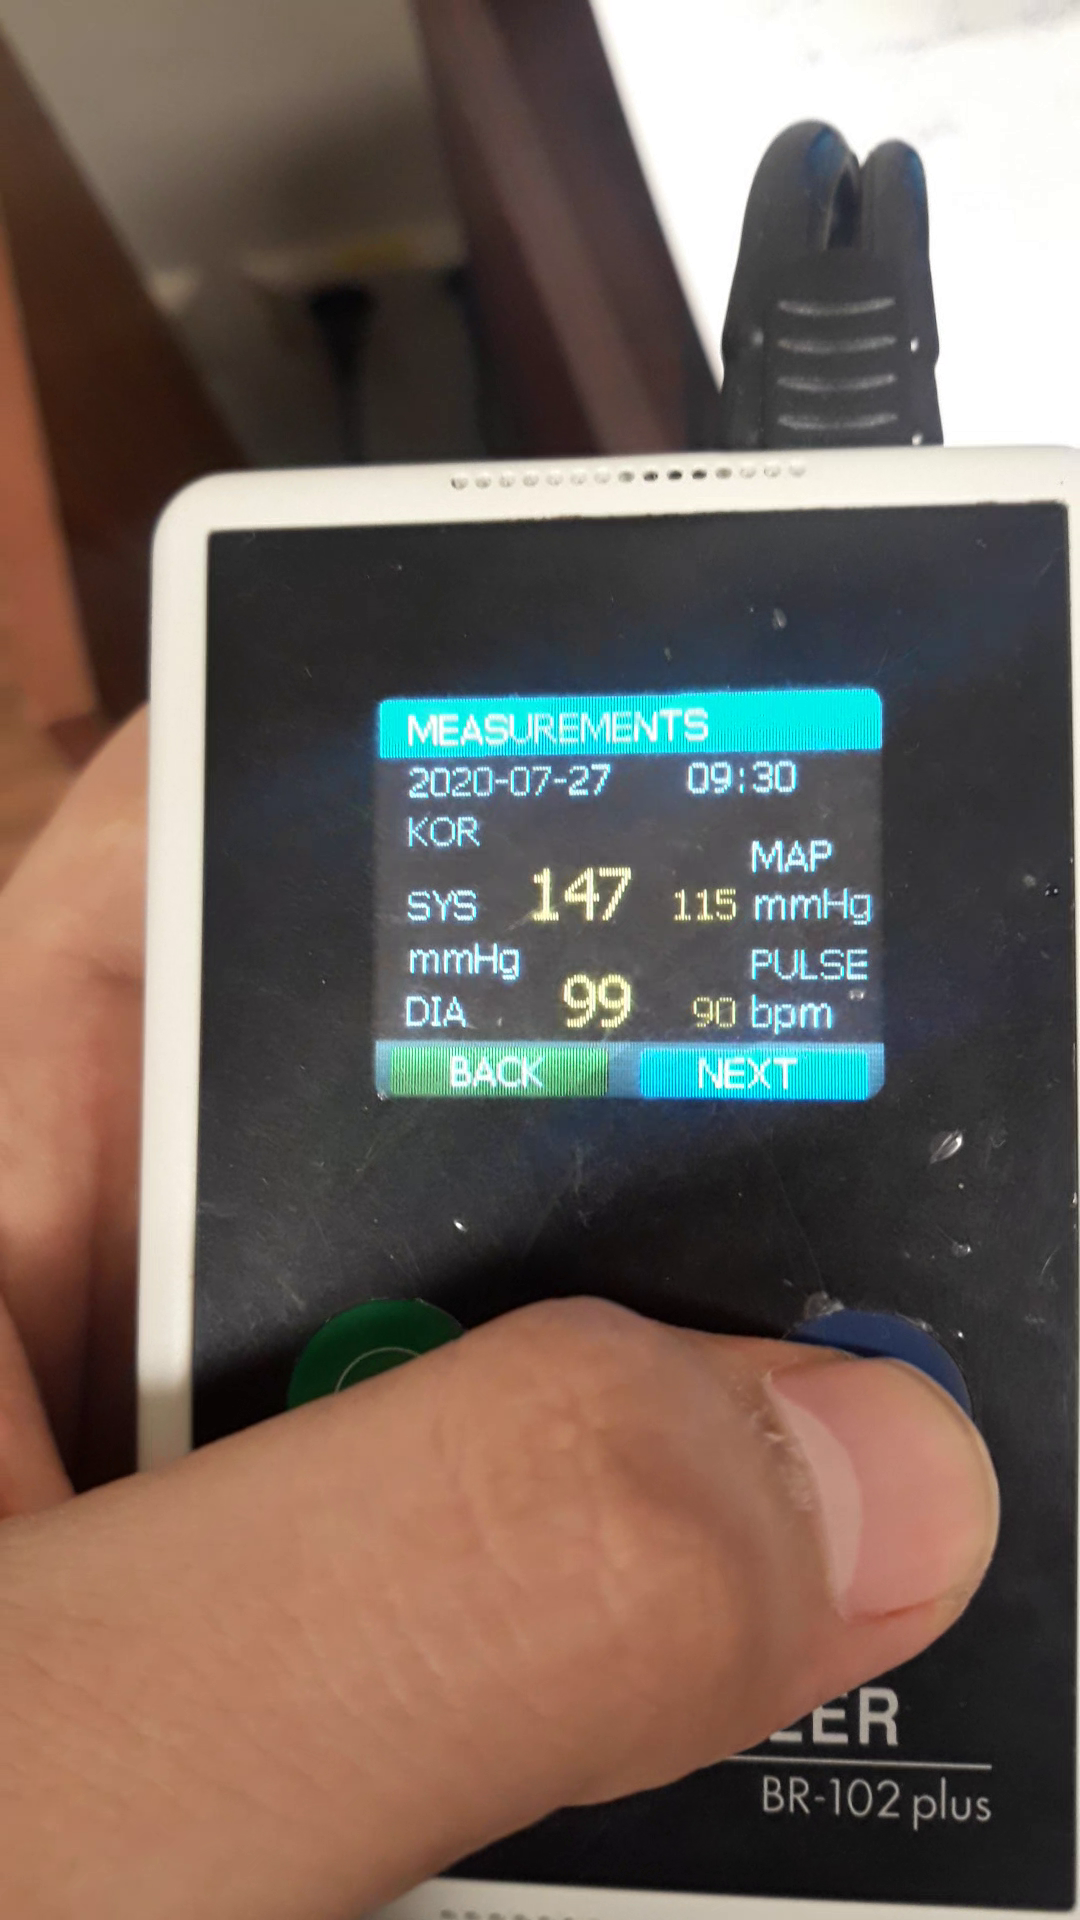 MEASUREMENTS
2020-07-27 09:30
KOR
MAP
SYS 147 115 mmHg
mmHg PULSE
DIA 99 90 bpm
BACK NEXT
BR-102 plus